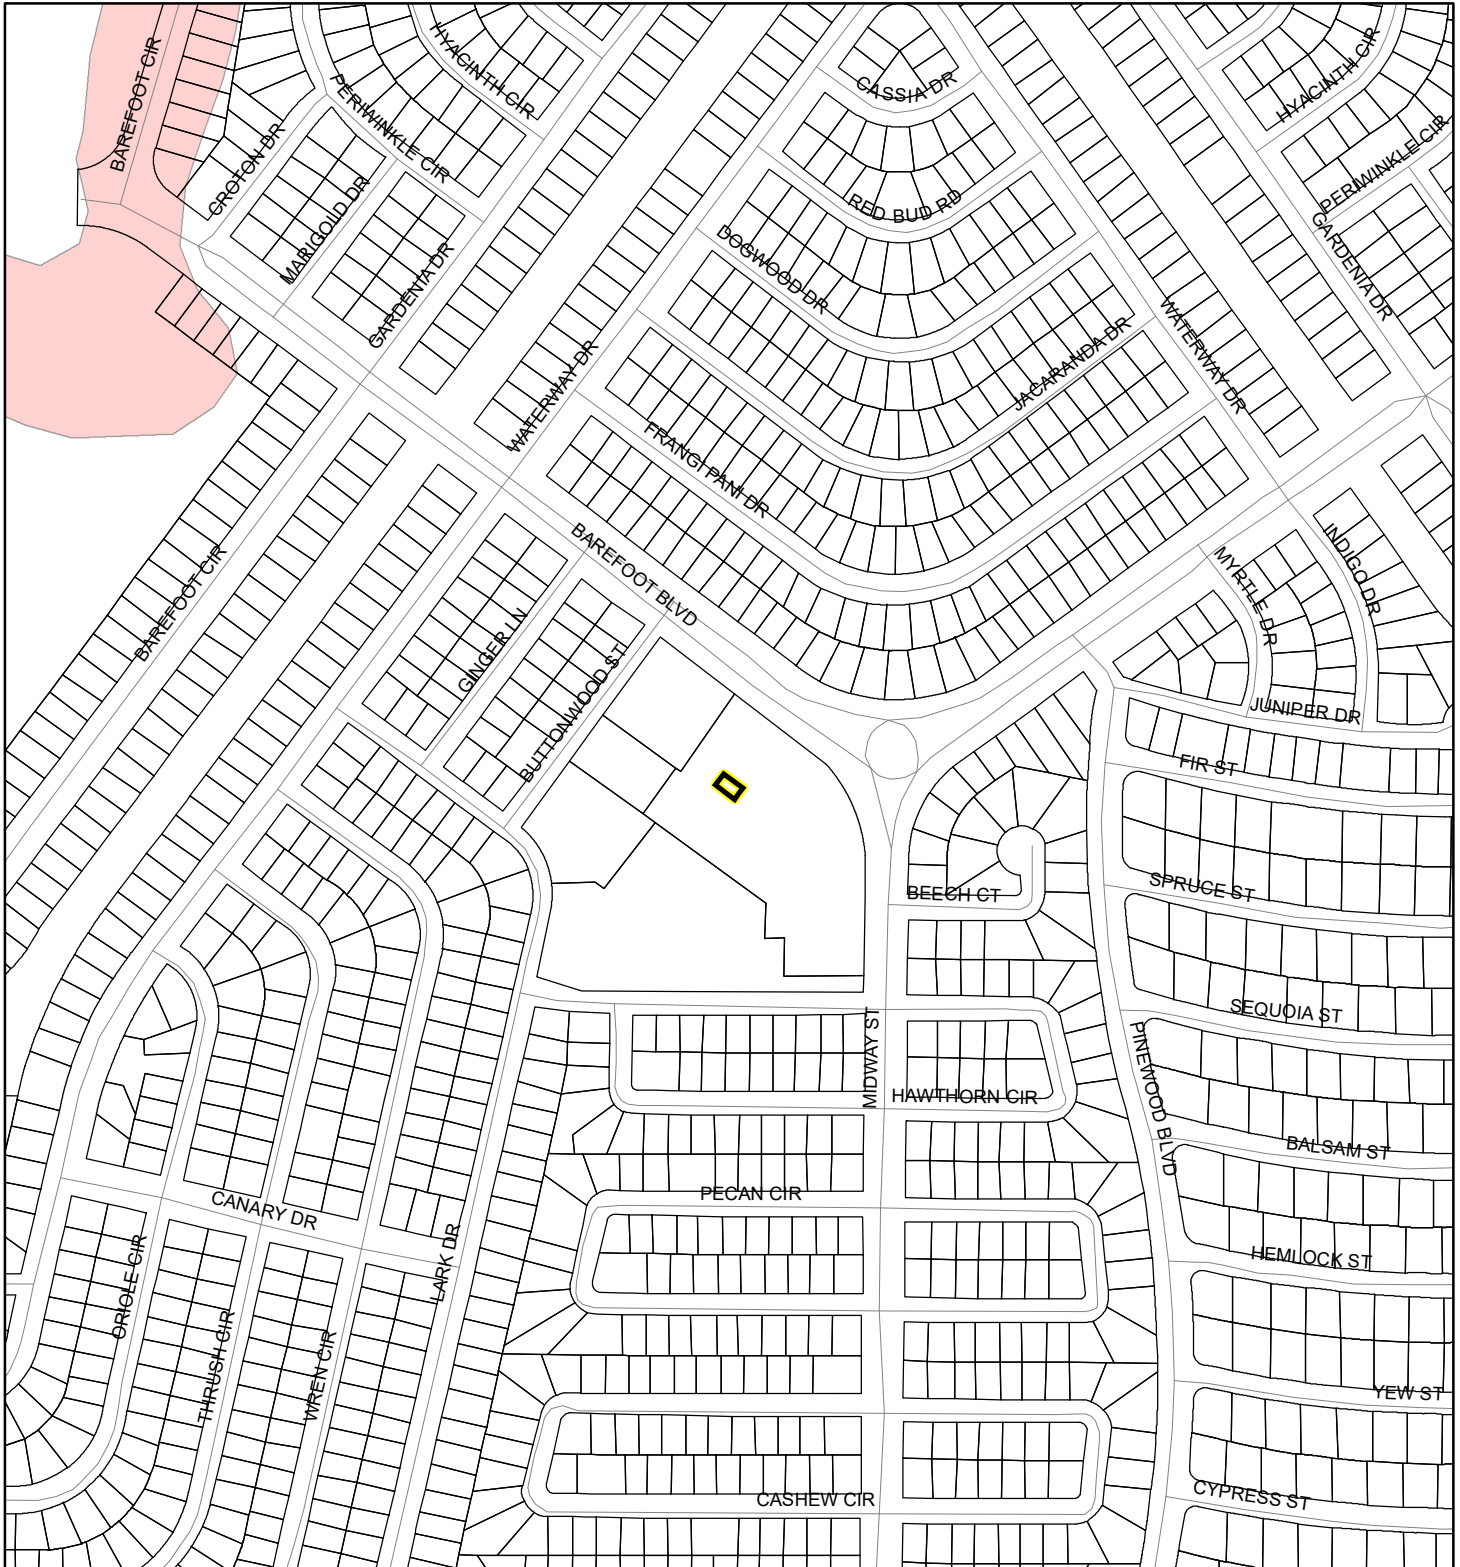 BAREFOOT CIR
HYACINTH CIR
CASSIA DR
HYACINTH CIR
PERIWINKLE CIR
CROTON DR
PERIWINKLE CIR
MARIGOLD DR
RED BUD RD
GARDENIA DR
DOGWOOD DR
GARDENIA DR
WATERWAY DR
JACARANDA DR
WATERWAY DR
FRANGI PANI DR
BAREFOOT CIR
BAREFOOT BLVD
INDIGO DR
MYRTLE DR
GINGER LN
BUTTONWOOD ST
JUNIPER DR
FIR ST
BEECH CT
SPRUCE ST
SEQUOIA ST
MIDWAY ST
PINEWOOD BLVD
HAWTHORN CIR
BALSAM ST
PECAN CIR
CANARY DR
LARK DR
ORIOLE CIR
HEMLOCK ST
THRUSH CIR
WREN CIR
YEW ST
CASHEW CIR
CYPRESS ST